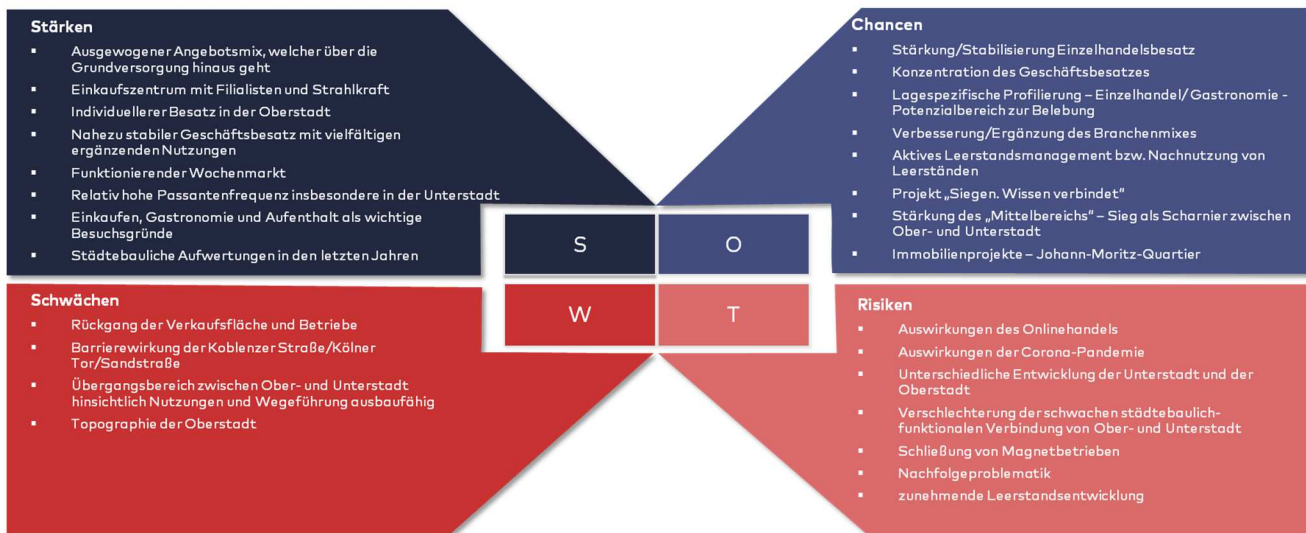 Stärken
▪ Ausgewogener Angebotsmix, welcher über die
Grundversorgung hinaus geht
▪ Einkaufszentrum mit Filialisten und Strahlkraft
▪ Individuellerer Besatz in der Oberstadt
▪ Nahezu stabiler Geschäftsbesatz mit vielfältigen
ergänzenden Nutzungen
▪ Funktionierender Wochenmarkt
▪ Relativ hohe Passantenfrequenz insbesondere in der Unterstadt
▪ Einkaufen, Gastronomie und Aufenthalt als wichtige
Besuchsgründe
▪ Städtebauliche Aufwertungen in den letzten Jahren
Chancen
▪ Stärkung/Stabilisierung Einzelhandelsbesatz
▪ Konzentration des Geschäftsbesatzes
▪ Lagespezifische Profilierung – Einzelhandel/ Gastronomie -
Potenzialbereich zur Belebung
▪ Verbesserung/Ergänzung des Branchenmixes
▪ Aktives Leerstandsmanagement bzw. Nachnutzung von
Leerständen
▪ Projekt „Siegen. Wissen verbindet“
▪ Stärkung des „Mittelbereichs“ – Sieg als Scharnier zwischen
Ober- und Unterstadt
▪ Immobilienprojekte – Johann-Moritz-Quartier
S
O
W
T
Schwächen
▪ Rückgang der Verkaufsfläche und Betriebe
▪ Barrierewirkung der Koblenzer Straße/Kölner
Tor/Sandstraße
▪ Übergangsbereich zwischen Ober- und Unterstadt
hinsichtlich Nutzungen und Wegeführung ausbaufähig
▪ Topographie der Oberstadt
Risiken
▪ Auswirkungen des Onlinehandels
▪ Auswirkungen der Corona-Pandemie
▪ Unterschiedliche Entwicklung der Unterstadt und der
Oberstadt
▪ Verschlechterung der schwachen städtebaulich-
funktionalen Verbindung von Ober- und Unterstadt
▪ Schließung von Magnetbetrieben
▪ Nachfolgeproblematik
▪ zunehmende Leerstandsentwicklung